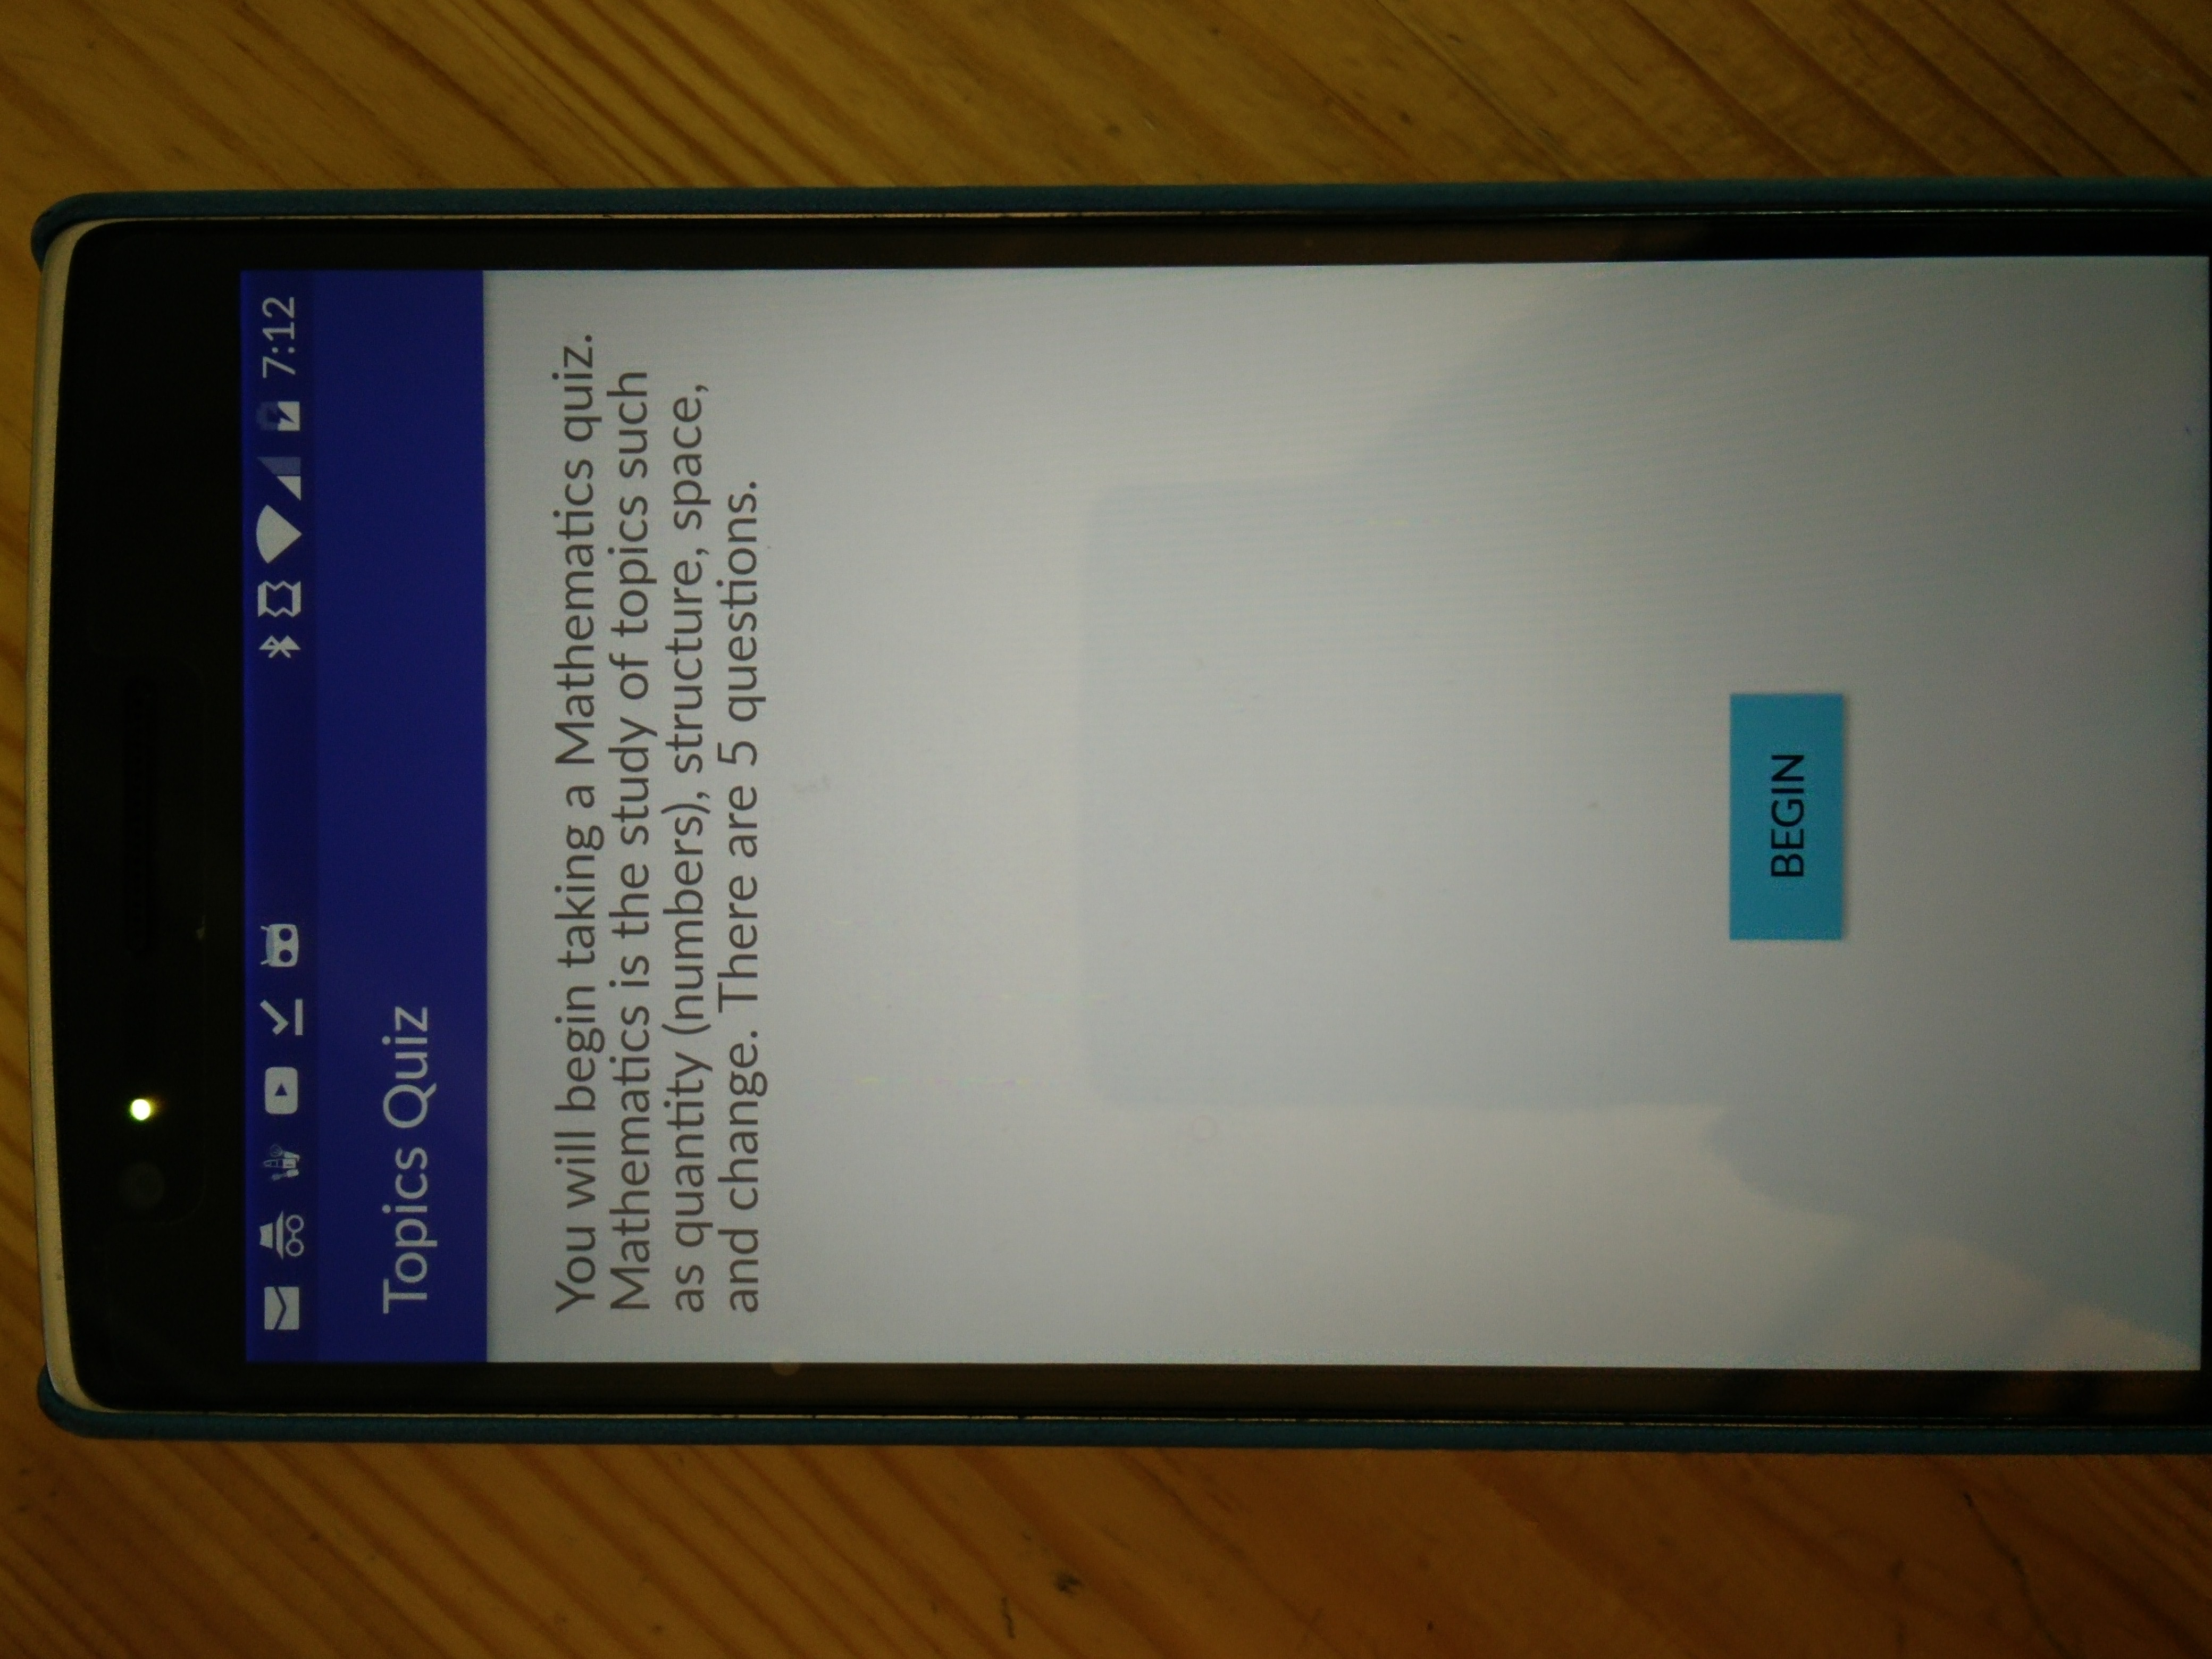 7:12
Topics Quiz
You will begin taking a Mathematics quiz.
Mathematics is the study of topics such
as quantity (numbers), structure, space,
and change. There are 5 questions.
BEGIN